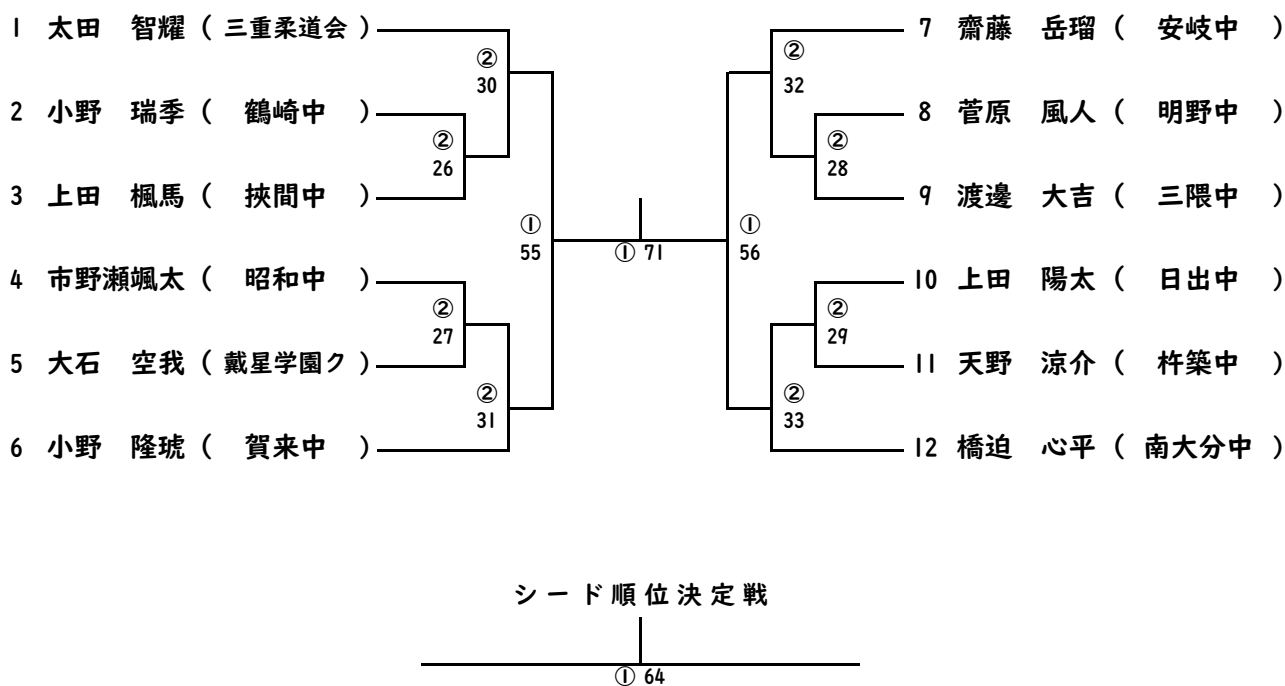 1 太田 智耀 ( 三重柔道会 )
②
30
2 小野 瑞季 ( 鶴崎中 )
②
26
3 上田 楓馬 ( 挾間中 )
①
55
4 市野瀬颯太 ( 昭和中 )
②
27
5 大石 空我 ( 戴星学園ク )
②
31
6 小野 隆琥 ( 賀来中 )
① 71
7 齋藤 岳瑠 ( 安岐中 )
②
32
8 菅原 風人 ( 明野中 )
②
28
9 渡邊 大吉 ( 三隈中 )
①
56
10 上田 陽太 ( 日出中 )
②
29
11 天野 涼介 ( 杵築中 )
②
33
12 橋迫 心平 ( 南大分中 )
シード順位決定戦
① 64